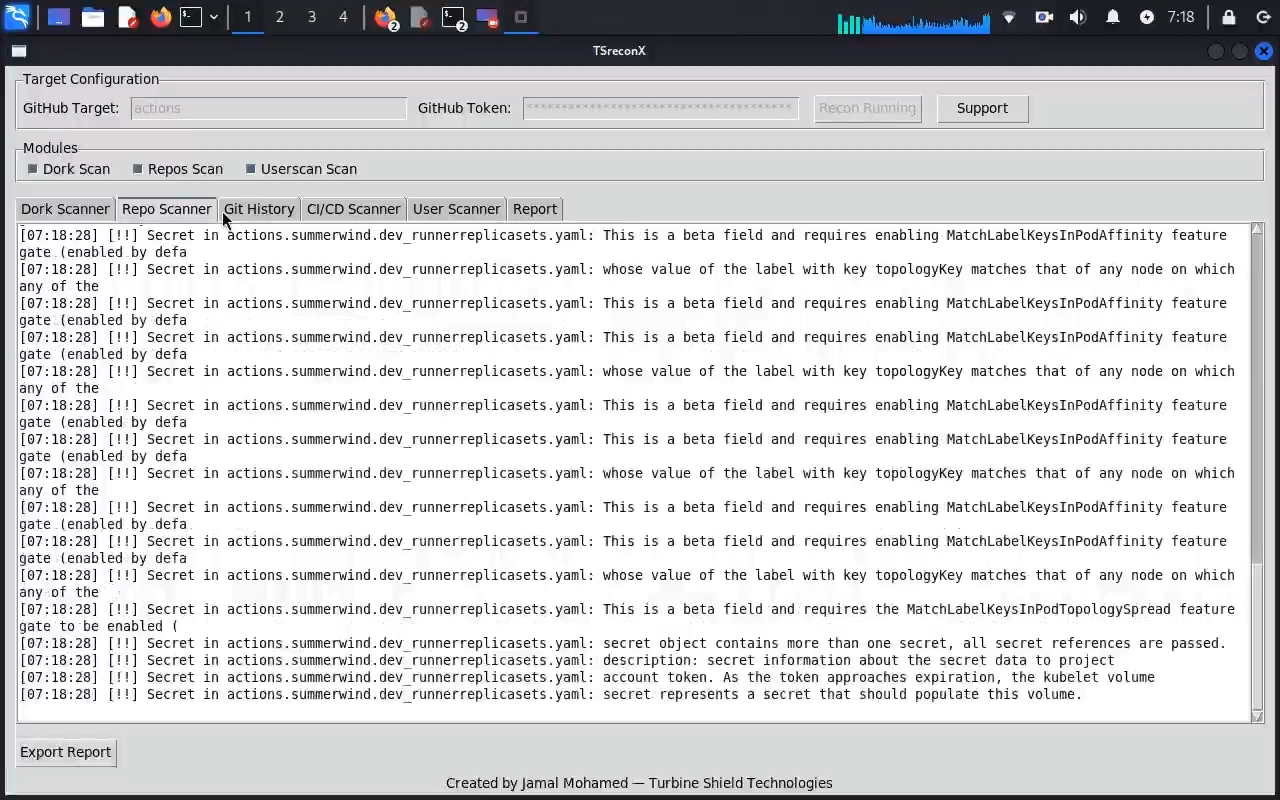 1 2 3 4 2 2 7:18
TSreconX
Target Configuration
GitHub Target: actions GitHub Token: ************************************ Recon Running Support
Modules
Dork Scan Repos Scan Userscan Scan
Dork Scanner Repo Scanner Git History CI/CD Scanner User Scanner Report
[07:18:28] [!!] Secret in actions.summerwind.dev_runnerreplicasets.yaml: This is a beta field and requires enabling MatchLabelKeysInPodAffinity feature
gate (enabled by defa
[07:18:28] [!!] Secret in actions.summerwind.dev_runnerreplicasets.yaml: whose value of the label with key topologyKey matches that of any node on which
any of the
[07:18:28] [!!] Secret in actions.summerwind.dev_runnerreplicasets.yaml: This is a beta field and requires enabling MatchLabelKeysInPodAffinity feature
gate (enabled by defa
[07:18:28] [!!] Secret in actions.summerwind.dev_runnerreplicasets.yaml: This is a beta field and requires enabling MatchLabelKeysInPodAffinity feature
gate (enabled by defa
[07:18:28] [!!] Secret in actions.summerwind.dev_runnerreplicasets.yaml: whose value of the label with key topologyKey matches that of any node on which
any of the
[07:18:28] [!!] Secret in actions.summerwind.dev_runnerreplicasets.yaml: This is a beta field and requires enabling MatchLabelKeysInPodAffinity feature
gate (enabled by defa
[07:18:28] [!!] Secret in actions.summerwind.dev_runnerreplicasets.yaml: This is a beta field and requires enabling MatchLabelKeysInPodAffinity feature
gate (enabled by defa
[07:18:28] [!!] Secret in actions.summerwind.dev_runnerreplicasets.yaml: whose value of the label with key topologyKey matches that of any node on which
any of the
[07:18:28] [!!] Secret in actions.summerwind.dev_runnerreplicasets.yaml: This is a beta field and requires enabling MatchLabelKeysInPodAffinity feature
gate (enabled by defa
[07:18:28] [!!] Secret in actions.summerwind.dev_runnerreplicasets.yaml: This is a beta field and requires enabling MatchLabelKeysInPodAffinity feature
gate (enabled by defa
[07:18:28] [!!] Secret in actions.summerwind.dev_runnerreplicasets.yaml: whose value of the label with key topologyKey matches that of any node on which
any of the
[07:18:28] [!!] Secret in actions.summerwind.dev_runnerreplicasets.yaml: This is a beta field and requires the MatchLabelKeysInPodTopologySpread feature
gate to be enabled (
[07:18:28] [!!] Secret in actions.summerwind.dev_runnerreplicasets.yaml: secret object contains more than one secret, all secret references are passed.
[07:18:28] [!!] Secret in actions.summerwind.dev_runnerreplicasets.yaml: description: secret information about the secret data to project
[07:18:28] [!!] Secret in actions.summerwind.dev_runnerreplicasets.yaml: account token. As the token approaches expiration, the kubelet volume
[07:18:28] [!!] Secret in actions.summerwind.dev_runnerreplicasets.yaml: secret represents a secret that should populate this volume.
Export Report
Created by Jamal Mohamed — Turbine Shield Technologies